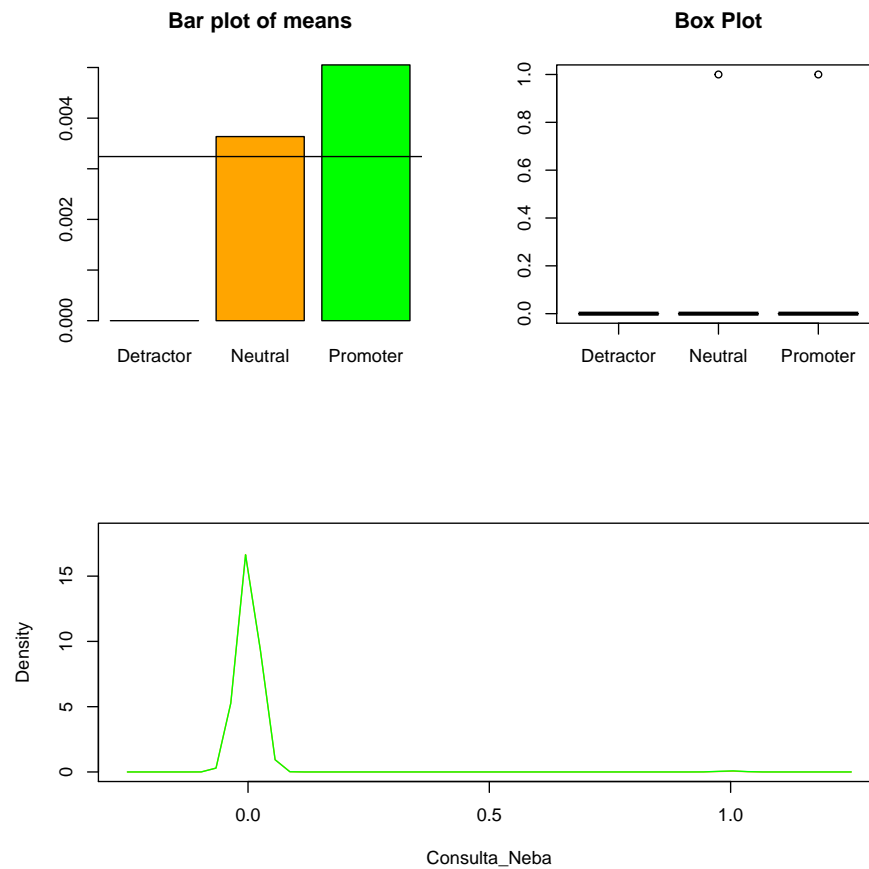 Bar plot of means
0.004
0.002
0.000
Detractor Neutral Promoter
Box Plot
1.0
0.8
0.6
0.4
0.2
0.0
Detractor Neutral Promoter
Density
15
10
5
0
0.0 0.5 1.0
Consulta_Neba